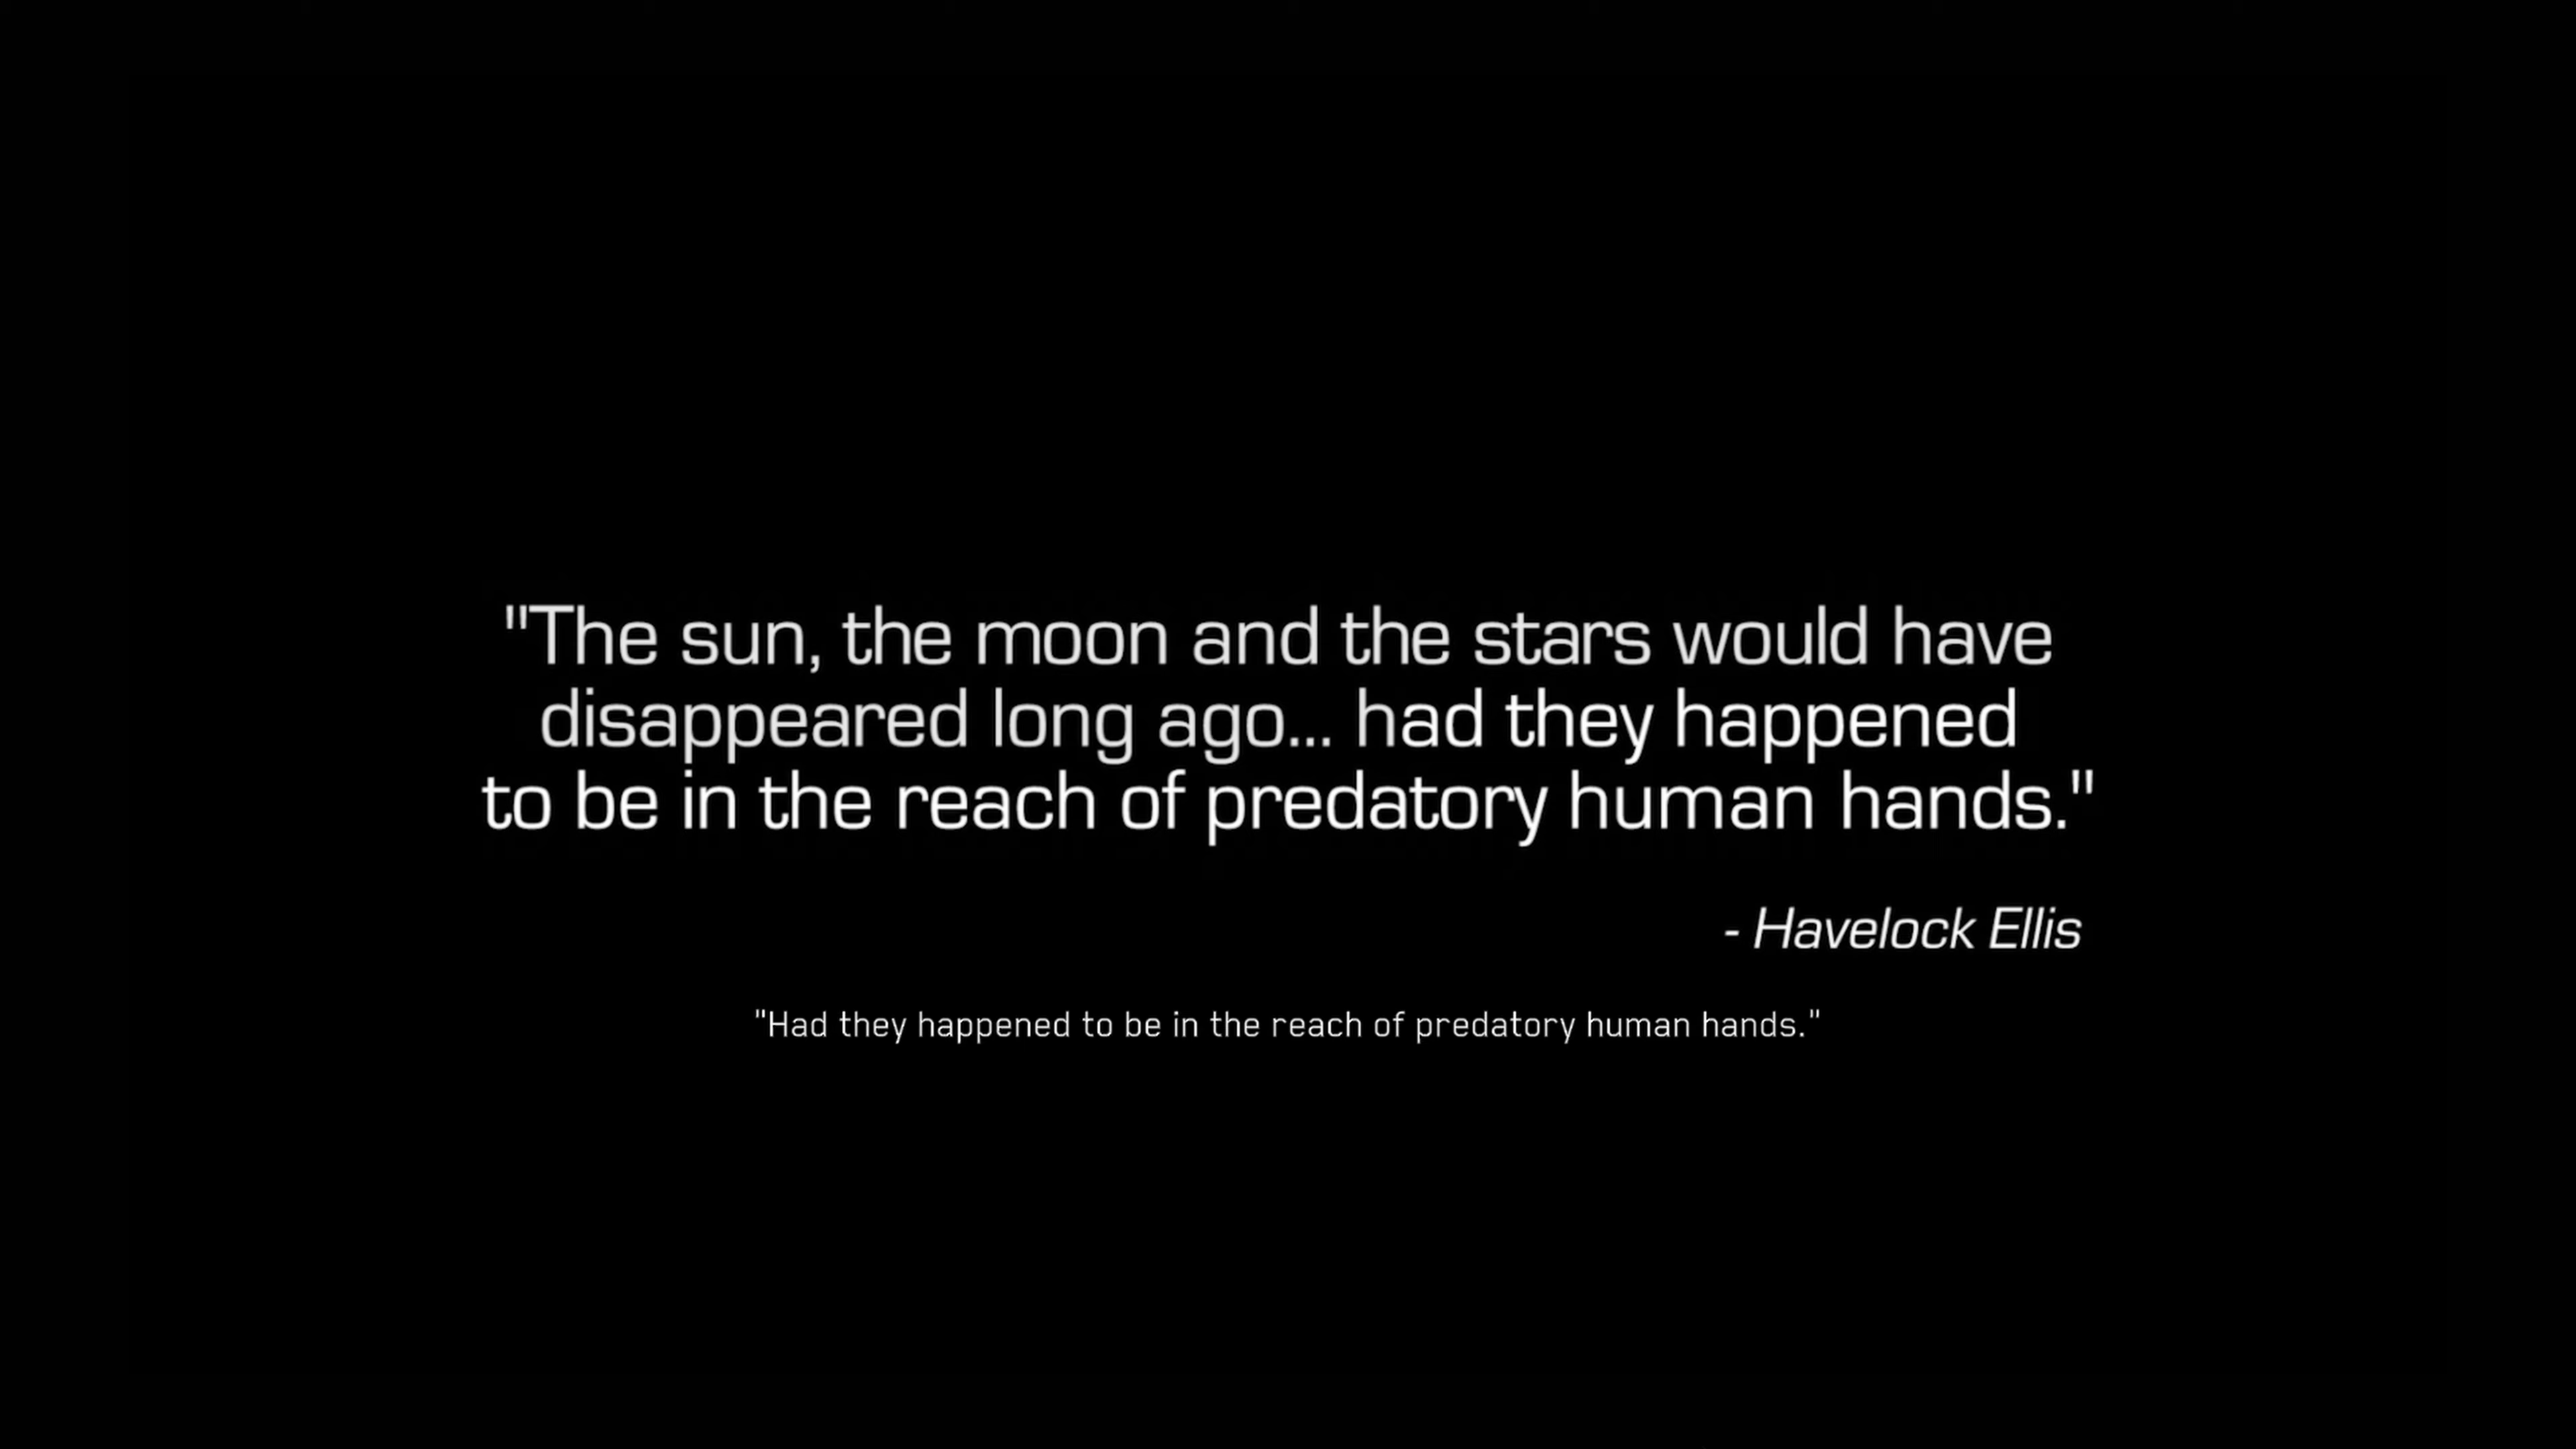 "The sun, the moon and the stars would have
disappeared long ago... had they happened
to be in the reach of predatory human hands."
- Havelock Ellis
"Had they happened to be in the reach of predatory human hands."